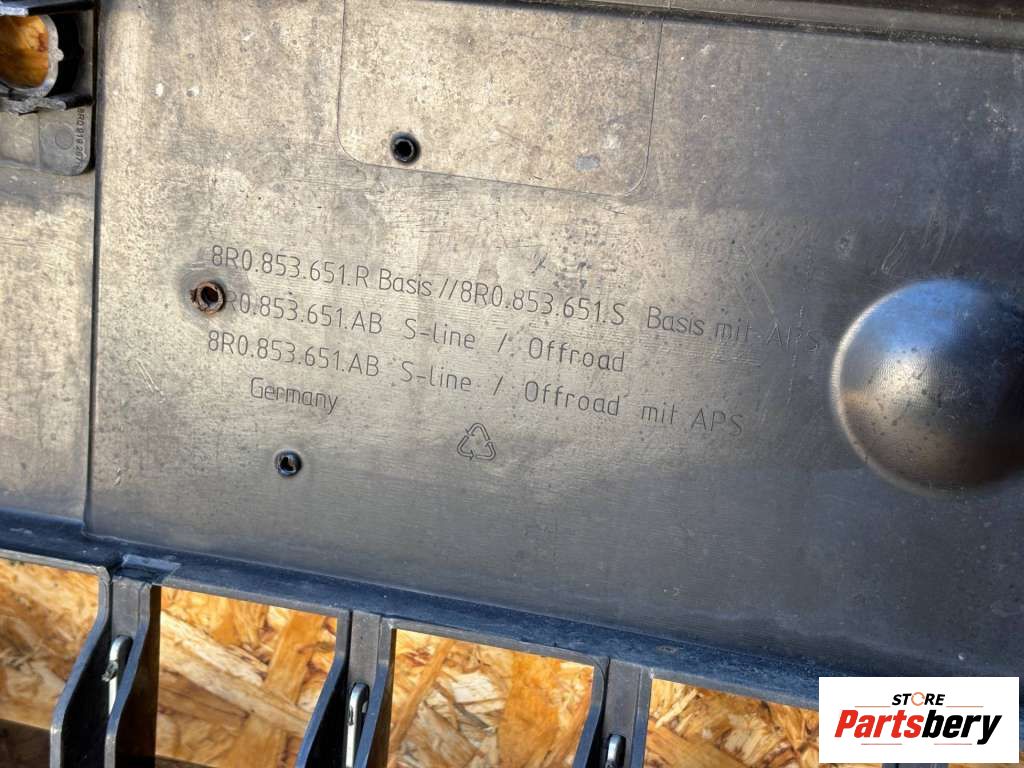 8R0.853.651.R Basis //8R0.853.651.S Basis mit APS
R0.853.651.AB S-line / Offroad
8R0.853.651.AB S-line / Offroad mit APS
Germany
STORE
Partsbery